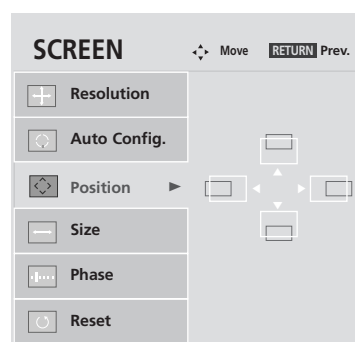 SCREEN Move RETURN Prev.
Resolution
Auto Config.
Position
Size
Phase
Reset